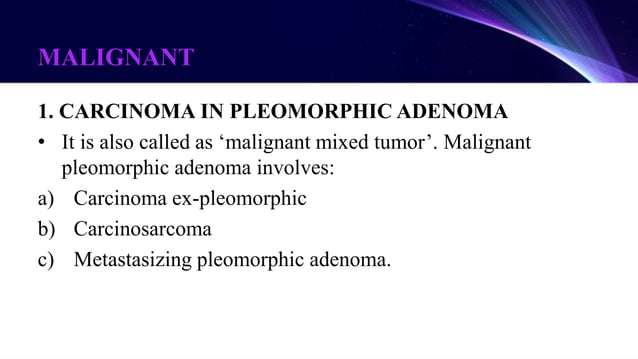 MALIGNANT
1. CARCINOMA IN PLEOMORPHIC ADENOMA
• It is also called as ‘malignant mixed tumor’. Malignant
pleomorphic adenoma involves:
a) Carcinoma ex-pleomorphic
b) Carcinosarcoma
c) Metastasizing pleomorphic adenoma.